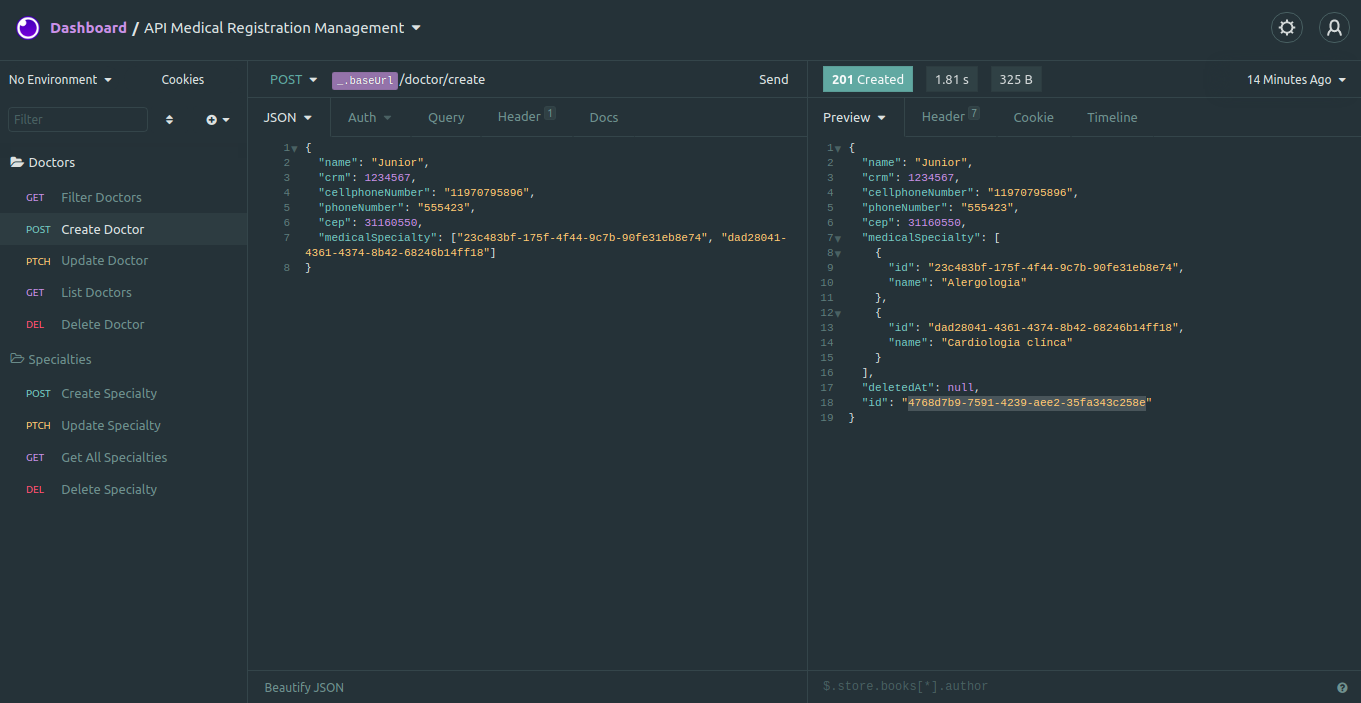 Dashboard / API Medical Registration Management
No Environment
Cookies
Filter
Doctors
GET Filter Doctors
POST Create Doctor
PTCH Update Doctor
GET List Doctors
DEL Delete Doctor
Specialties
POST Create Specialty
PTCH Update Specialty
GET Get All Specialties
DEL Delete Specialty
POST _.baseUrl/doctor/create Send
JSON Auth Query Header 1 Docs
1 {
2 "name": "Junior",
3 "crm": 1234567,
4 "cellphoneNumber": "11970795896",
5 "phoneNumber": "555423",
6 "cep": 31160550,
7 "medicalSpecialty": ["23c483bf-175f-4f44-9c7b-90fe31eb8e74", "dad28041-
4361-4374-8b42-68246b14ff18"]
8 }
Beautify JSON
201 Created 1.81 s 325 B 14 Minutes Ago
Preview Header 7 Cookie Timeline
1 {
2 "name": "Junior",
3 "crm": 1234567,
4 "cellphoneNumber": "11970795896",
5 "phoneNumber": "555423",
6 "cep": 31160550,
7 "medicalSpecialty": [
8 {
9 "id": "23c483bf-175f-4f44-9c7b-90fe31eb8e74",
10 "name": "Alergologia"
11 },
12 {
13 "id": "dad28041-4361-4374-8b42-68246b14ff18",
14 "name": "Cardiologia clínca"
15 }
16 ],
17 "deletedAt": null,
18 "id": "4768d7b9-7591-4239-aee2-35fa343c258e"
19 }
$.store.books[*].author